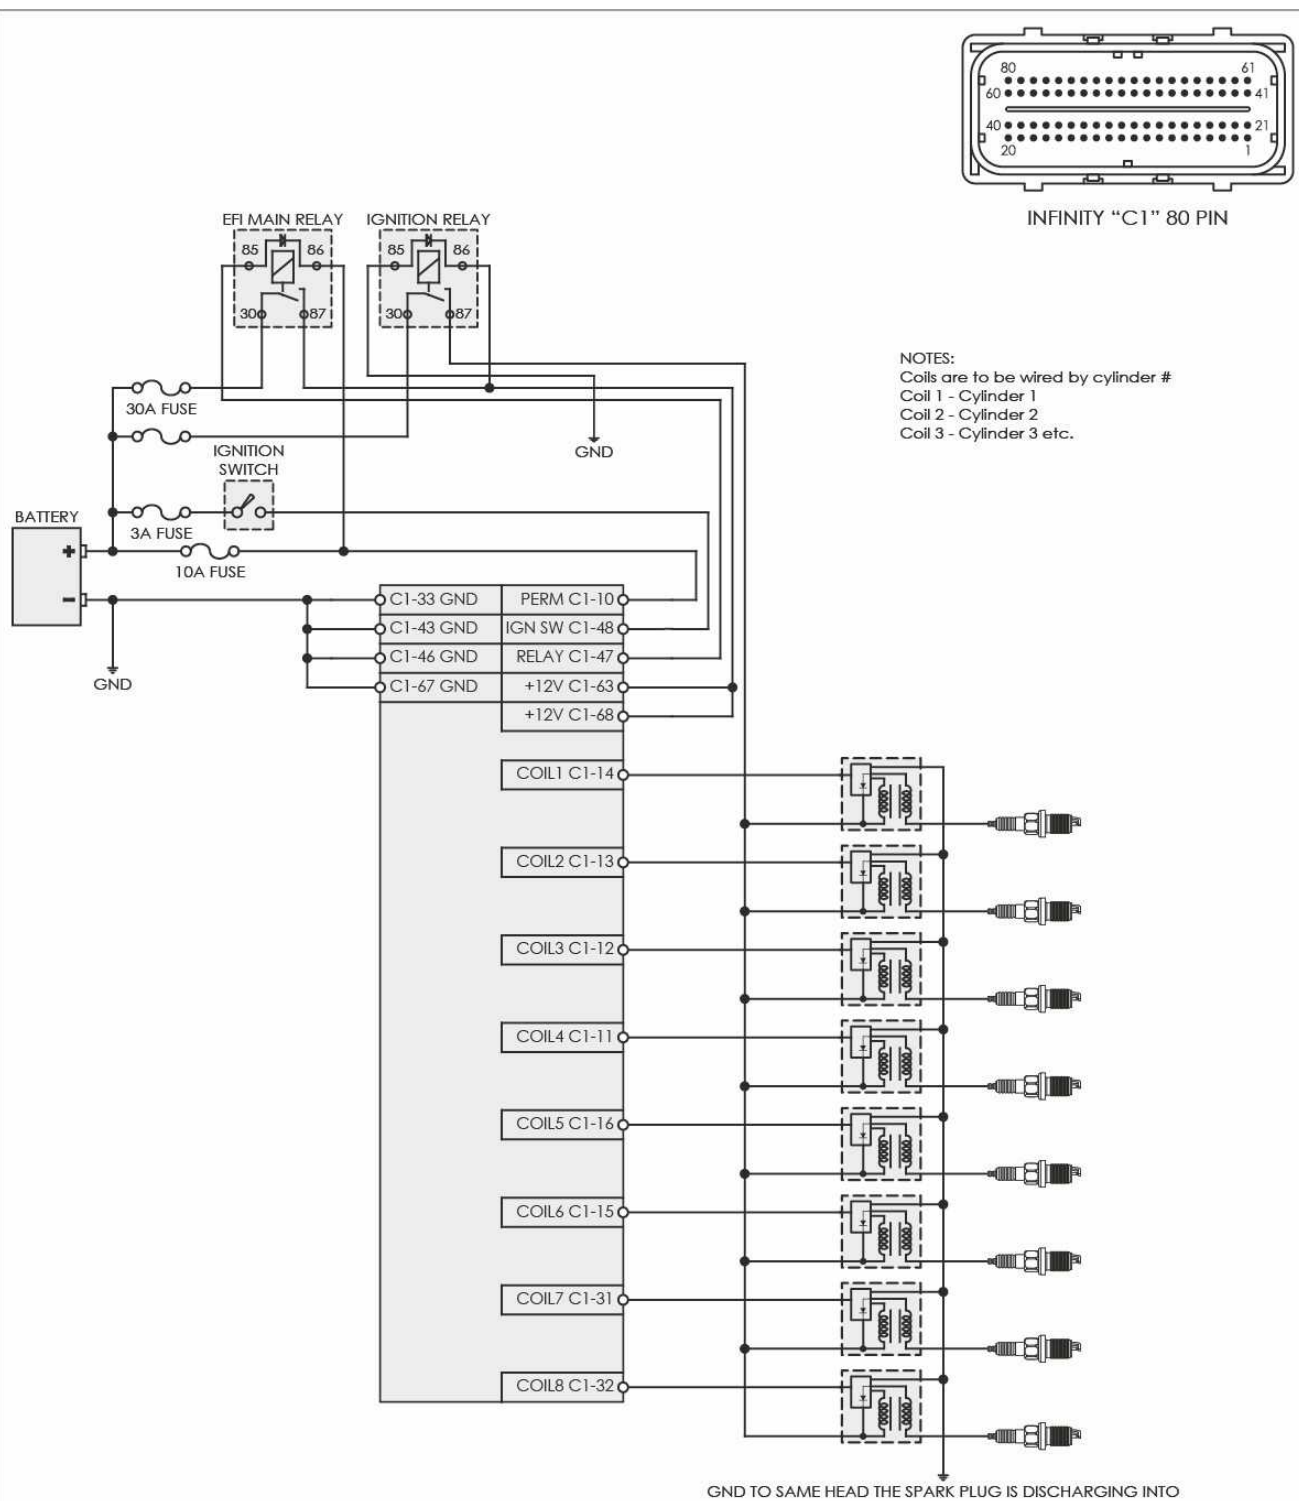 80 61
60 41
40 21
20 1
INFINITY “C1” 80 PIN
EFI MAIN RELAY
85 86
30 87
IGNITION RELAY
85 86
30 87
NOTES:
Coils are to be wired by cylinder #
Coil 1 - Cylinder 1
Coil 2 - Cylinder 2
Coil 3 - Cylinder 3 etc.
30A FUSE
GND
IGNITION
SWITCH
3A FUSE
BATTERY
+
-
10A FUSE
GND
C1-33 GND PERM C1-10
C1-43 GND IGN SW C1-48
C1-46 GND RELAY C1-47
C1-67 GND +12V C1-63
+12V C1-68
COIL1 C1-14
COIL2 C1-13
COIL3 C1-12
COIL4 C1-11
COIL5 C1-16
COIL6 C1-15
COIL7 C1-31
COIL8 C1-32
GND TO SAME HEAD THE SPARK PLUG IS DISCHARGING INTO